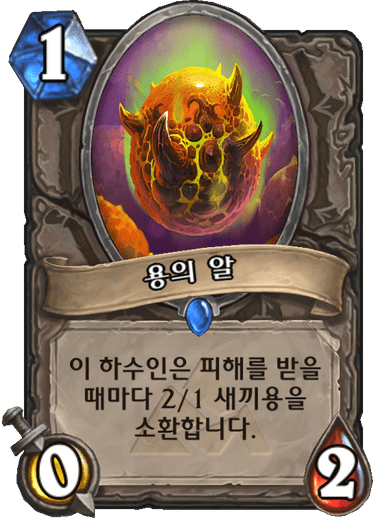 1
용의 알
이 하수인은 피해를 받을
때마다 2/1 새끼용을
소환합니다.
0
2